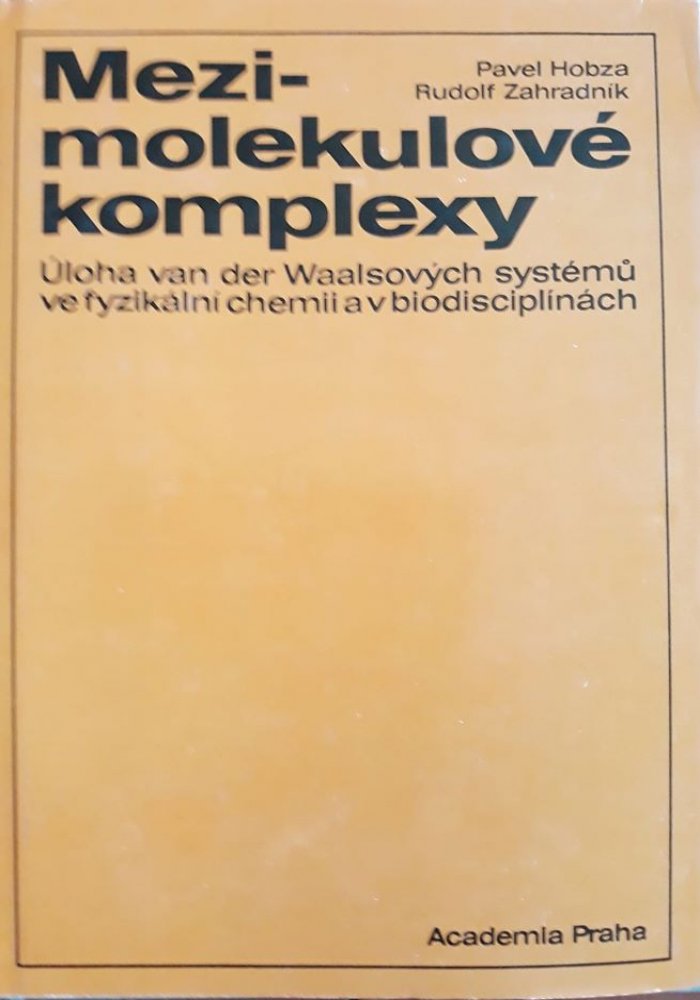 Mezi-
molekulové
komplexy
Pavel Hobza
Rudolf Zahradník
Úloha van der Waalsových systémů
ve fyzikální chemii a v biodisciplínách
Academia Praha